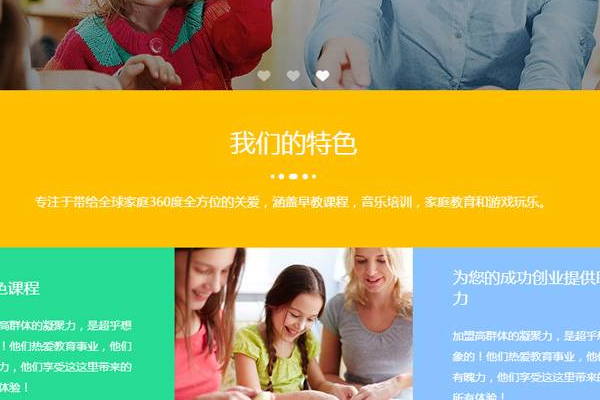 我们的特色
专注于带给全球家庭360度全方位的关爱，涵盖早教课程，音乐培训，家庭教育和游戏玩乐。
色课程
高群体的凝聚力，是超乎想
！他们热爱教育事业，他们
力，他们享受这这里带来的
体验！
为您的成功创业提供
力
加盟高群体的凝聚力，是超乎
象的！他们热爱教育事业，他
有魄力，他们享受这这里带来
所有体验！